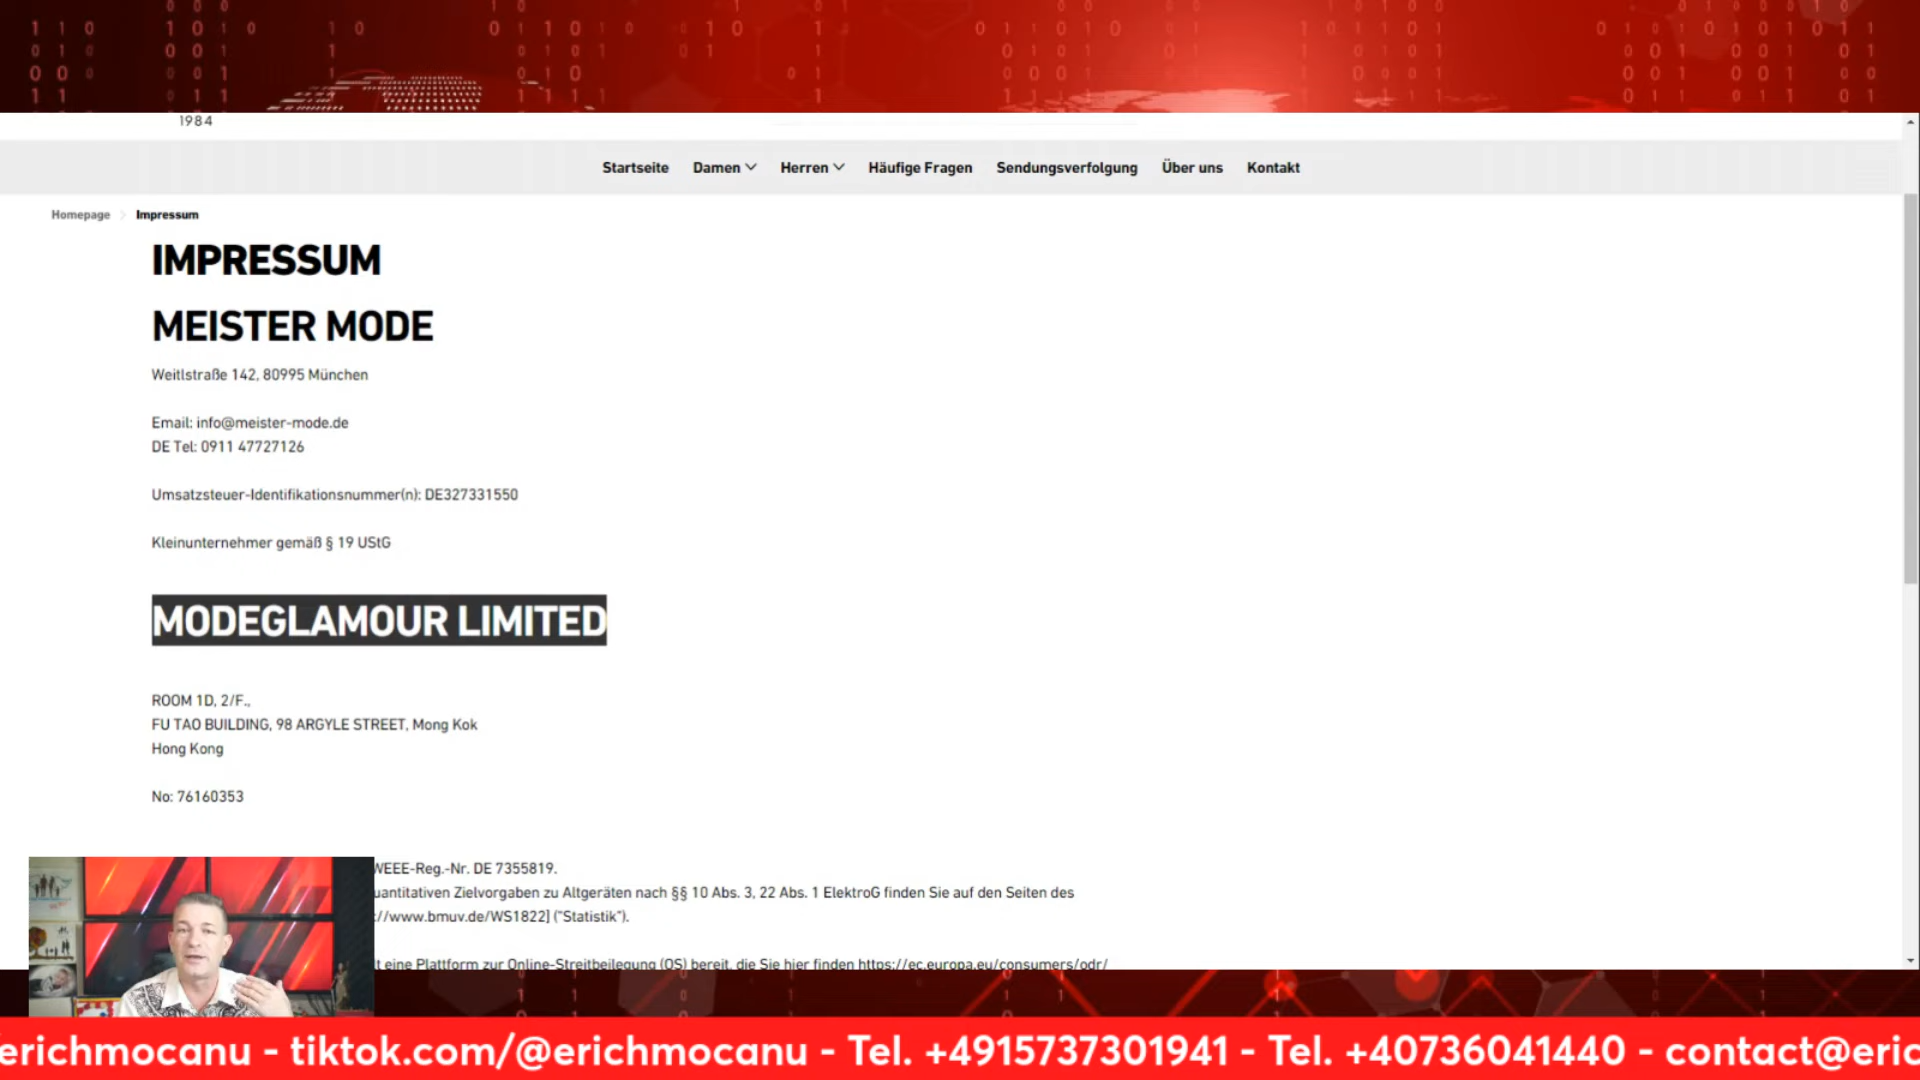 1984
Startseite Damen Herren Häufige Fragen Sendungsverfolgung Über uns Kontakt
Homepage Impressum
IMPRESSUM
MEISTER MODE
Weitlstraße 142, 80995 München
Email: info@meister-mode.de
DE Tel: 0911 47727126
Umsatzsteuer-Identifikationsnummer(n): DE327331550
Kleinunternehmer gemäß § 19 UStG
MODEGLAMOUR LIMITED
ROOM 1D, 2/F.,
FU TAO BUILDING, 98 ARGYLE STREET, Mong Kok
Hong Kong
No: 76160353
WEEE-Reg.-Nr. DE 7355819.
uantitativen Zielvorgaben zu Altgeräten nach §§ 10 Abs. 3, 22 Abs. 1 ElektroG finden Sie auf den Seiten des
://www.bmuv.de/WS1822] ("Statistik").
t eine Plattform zur Online-Streitbeilegung (OS) bereit, die Sie hier finden https://ec.europa.eu/consumers/odr/
erichmocanu - tiktok.com/@erichmocanu - Tel. +4915737301941 - Tel. +40736041440 - contact@eric